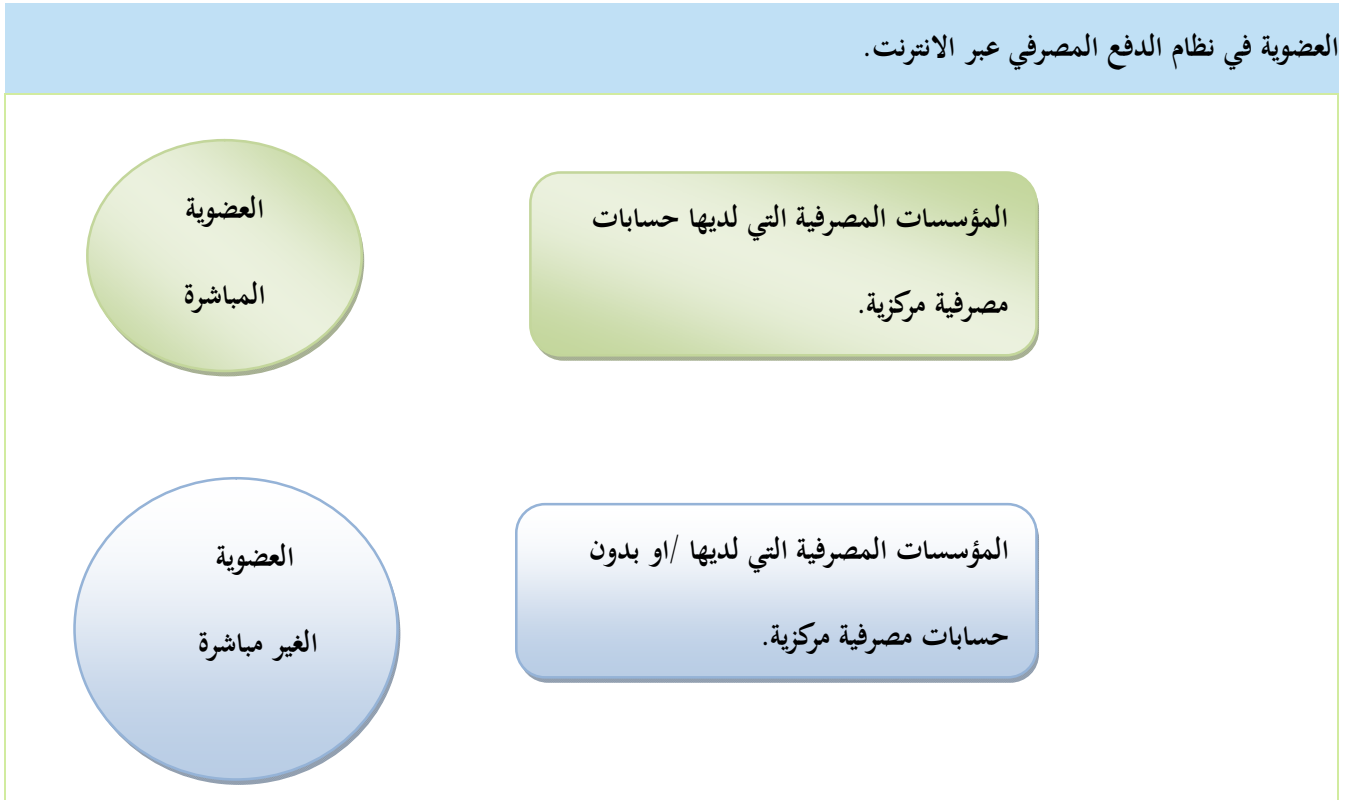 العضوية في نظام الدفع المصرفي عبر الانترنت.
المؤسسات المصرفية التي لديها حسابات
مصرفية مركزية.
العضوية
المباشرة
المؤسسات المصرفية التي لديها /او بدون
حسابات مصرفية مركزية.
العضوية
الغير مباشرة